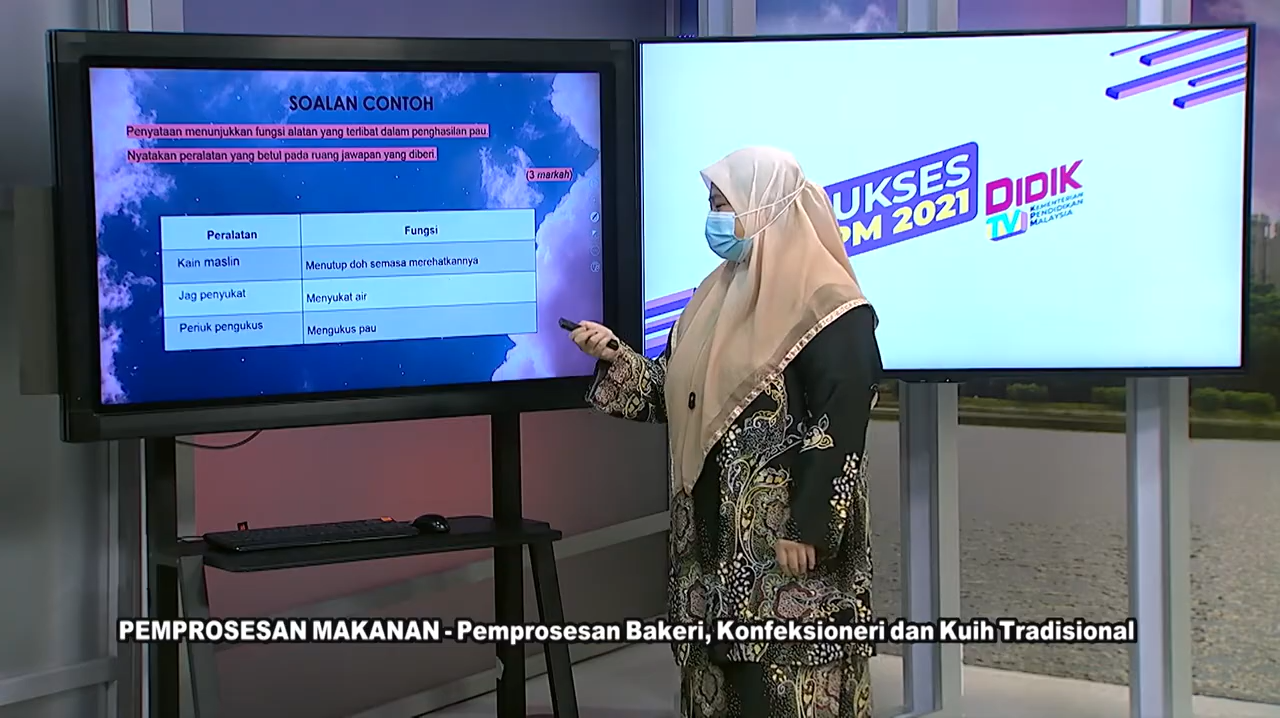 SOALAN CONTOH
Penyataan menunjukkan fungsi alatan yang terlibat dalam penghasilan pau.
Nyatakan peralatan yang betul pada ruang jawapan yang diberi.
(3 markah)
Peralatan Fungsi
Kain maslin Menutup doh semasa merehatkannya
Jag penyukat Menyukat air
Periuk pengukus Mengukus pau
UKSES
PM 2021
DIDIK
TV
KEMENTERIAN
PENDIDIKAN
MALAYSIA
PEMPROSESAN MAKANAN - Pemprosesan Bakeri, Konfeksioneri dan Kuih Tradisional